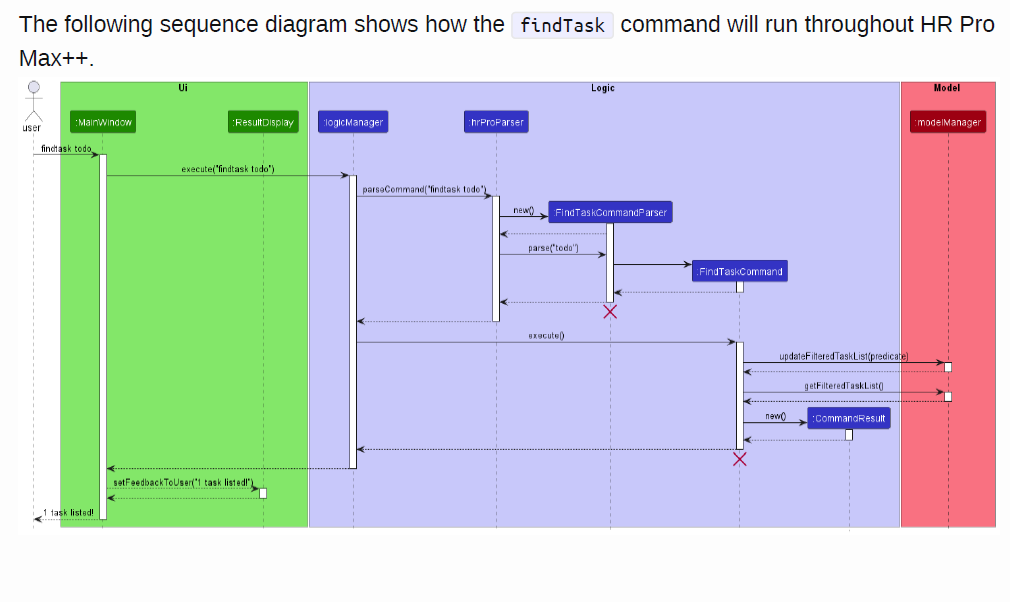 The following sequence diagram shows how the findTask command will run throughout HR Pro
Max++.
Ui
Logic
Model
user
:MainWindow
:ResultDisplay
:logicManager
:hrProParser
:modelManager
findtask todo
execute("findtask todo")
parseCommand("findtask todo")
new()
:FindTaskCommandParser
parse("todo")
:FindTaskCommand
execute()
updateFilteredTaskList(predicate)
getFilteredTaskList()
new()
:CommandResult
setFeedbackToUser("1 task listed!")
1 task listed!